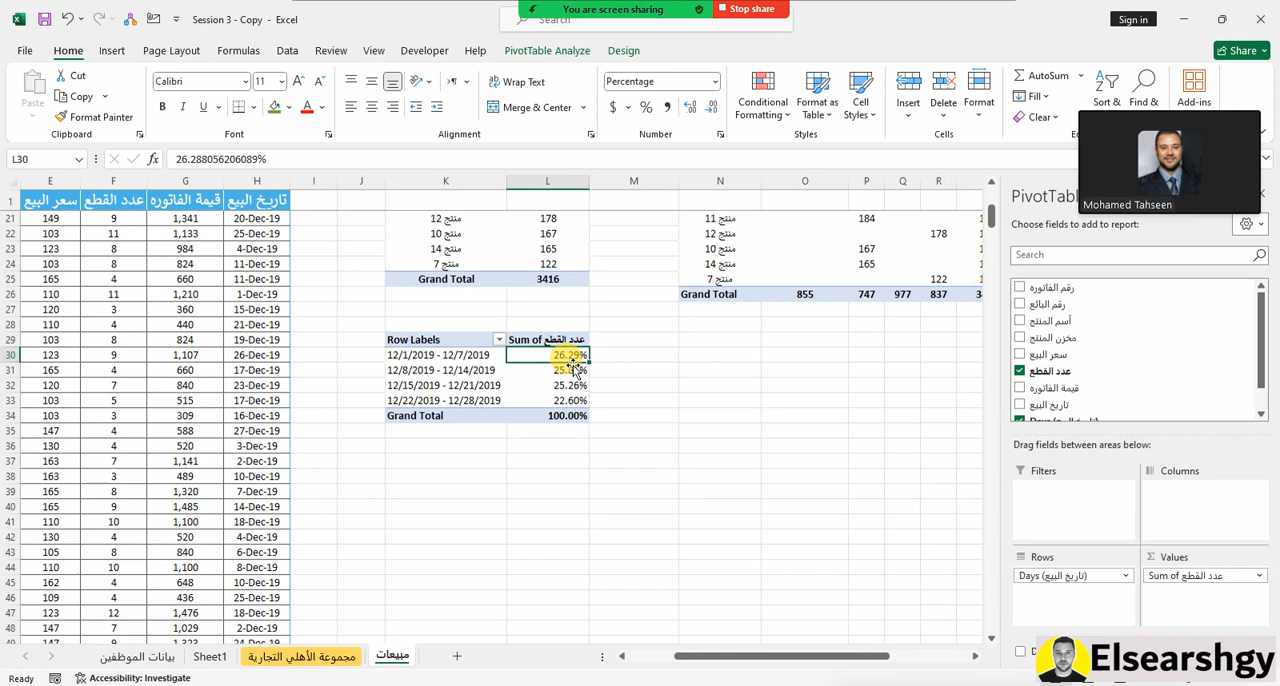 Session 3 - Copy - Excel
Search
You are screen sharing
Stop share
Sign in
File Home Insert Page Layout Formulas Data Review View Developer Help PivotTable Analyze Design
Share
Paste
Cut
Copy
Format Painter
Clipboard
Calibri 11
B I U
Font
Wrap Text
Merge & Center
Alignment
Percentage
Number
Conditional Formatting
Format as Table
Cell Styles
Styles
Insert Delete Format
Cells
AutoSum
Fill
Clear
Sort &
Find &
Add-ins
Mohamed Tahseen
L30 fx 26.288056206089%
E F G H I J K L M N O P Q R
1 سعر البيع عدد القطع قيمة الفاتوره تاريخ البيع
21 149 9 1,341 20-Dec-19 منتج 12 178 منتج 11 184
22 103 11 1,133 25-Dec-19 منتج 10 167 منتج 12 178
23 123 8 984 4-Dec-19 منتج 14 165 منتج 10 167
24 103 8 824 11-Dec-19 منتج 7 122 منتج 14 165
25 165 4 660 11-Dec-19 Grand Total 3416 منتج 7 122
26 110 11 1,210 1-Dec-19 Grand Total 855 747 977 837
27 120 3 360 15-Dec-19
28 110 4 440 21-Dec-19
29 103 8 824 19-Dec-19 Row Labels Sum of عدد القطع
30 123 9 1,107 26-Dec-19 12/1/2019 - 12/7/2019 26.29%
31 165 4 660 17-Dec-19 12/8/2019 - 12/14/2019
32 120 7 840 23-Dec-19 12/15/2019 - 12/21/2019 25.26%
33 103 5 515 17-Dec-19 12/22/2019 - 12/28/2019 22.60%
34 103 3 309 16-Dec-19 Grand Total 100.00%
35 147 4 588 27-Dec-19
36 130 4 520 3-Dec-19
37 163 7 1,141 2-Dec-19
38 163 3 489 10-Dec-19
39 165 8 1,320 7-Dec-19
40 165 9 1,485 14-Dec-19
41 110 10 1,100 18-Dec-19
42 130 4 520 4-Dec-19
43 105 8 840 6-Dec-19
44 110 10 1,100 8-Dec-19
45 162 4 648 10-Dec-19
46 109 4 436 25-Dec-19
47 123 12 1,476 18-Dec-19
48 147 7 1,029 2-Dec-19
49 147 9 1,323 24-Dec-19
PivotTab
Choose fields to add to report:
Search
رقم الفاتوره
رقم البائع
أسم المنتج
مخزن المنتج
سعر البيع
عدد القطع
قيمة الفاتوره
تاريخ البيع
Days (تاريخ البيع)
Drag fields between areas below:
Filters Columns
Rows Values
Days (تاريخ البيع) Sum of عدد القطع
بيانات الموظفين Sheet1 مجموعة الأهلي التجارية مبيعات
Ready Accessibility: Investigate
Elsearshgy